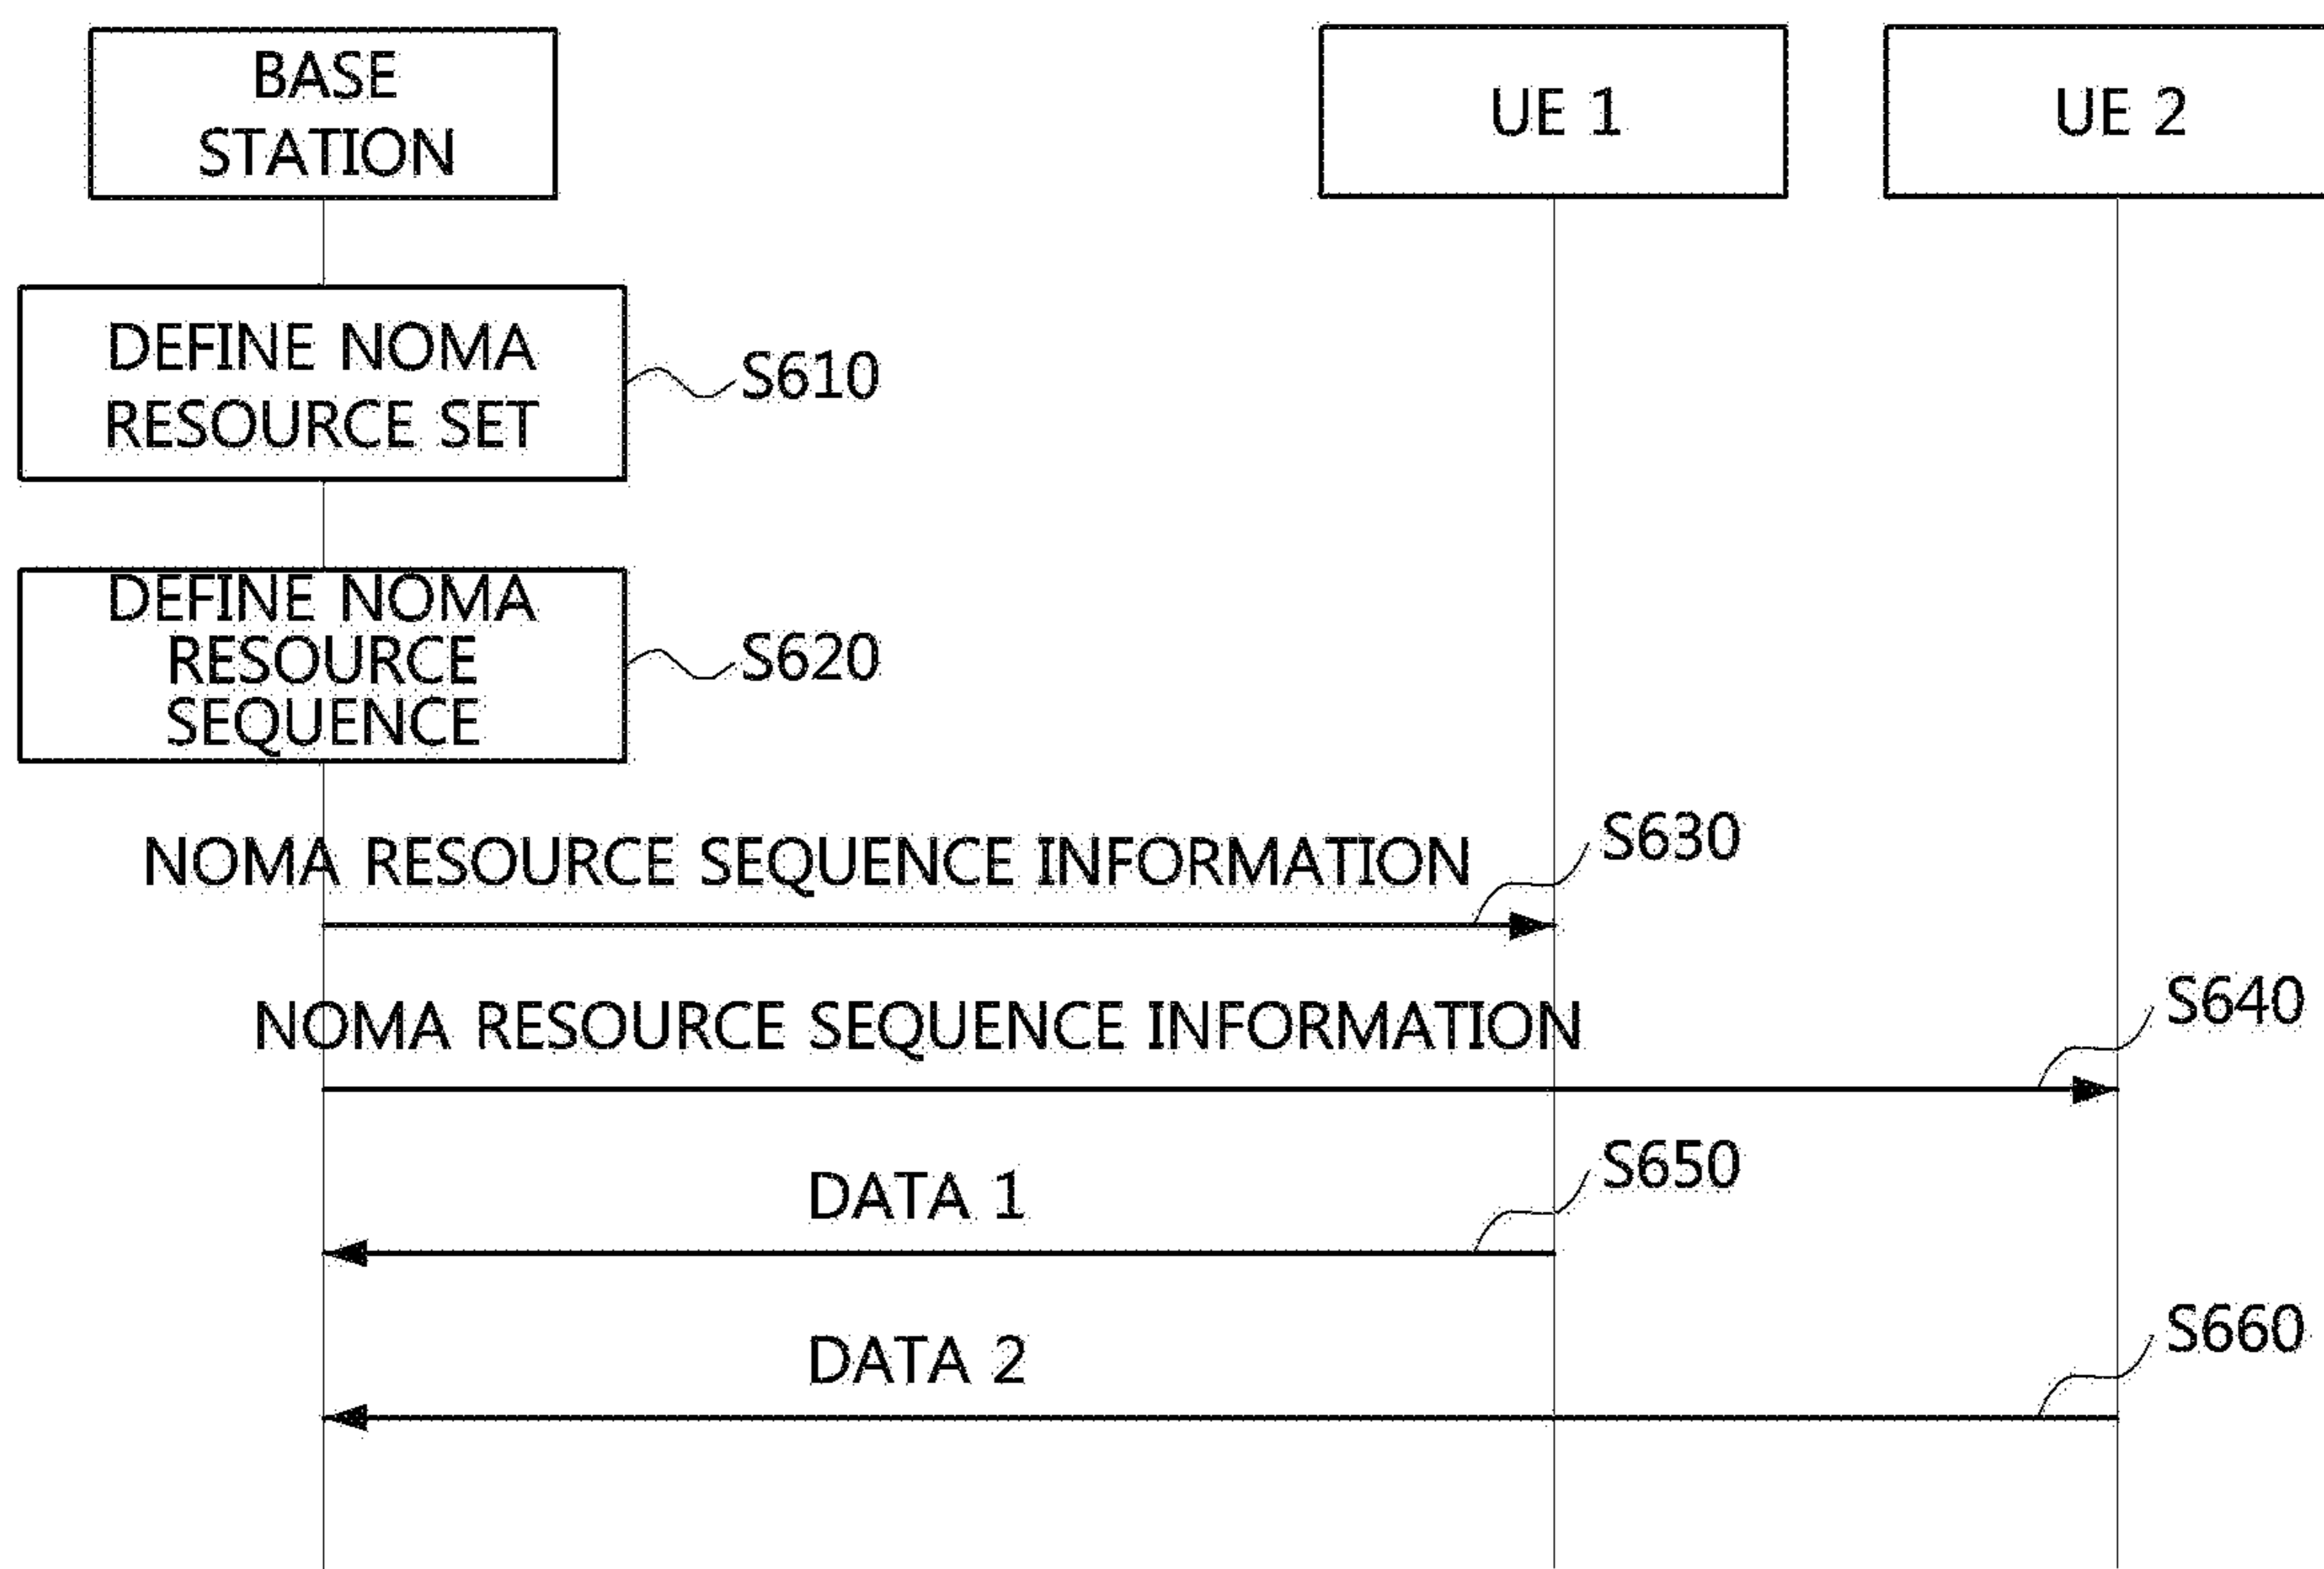 BASE
STATION
UE 1
UE 2
DEFINE NOMA
RESOURCE SET
S610
DEFINE NOMA
RESOURCE
SEQUENCE
S620
NOMA RESOURCE SEQUENCE INFORMATION
S630
NOMA RESOURCE SEQUENCE INFORMATION
S640
DATA 1
S650
DATA 2
S660